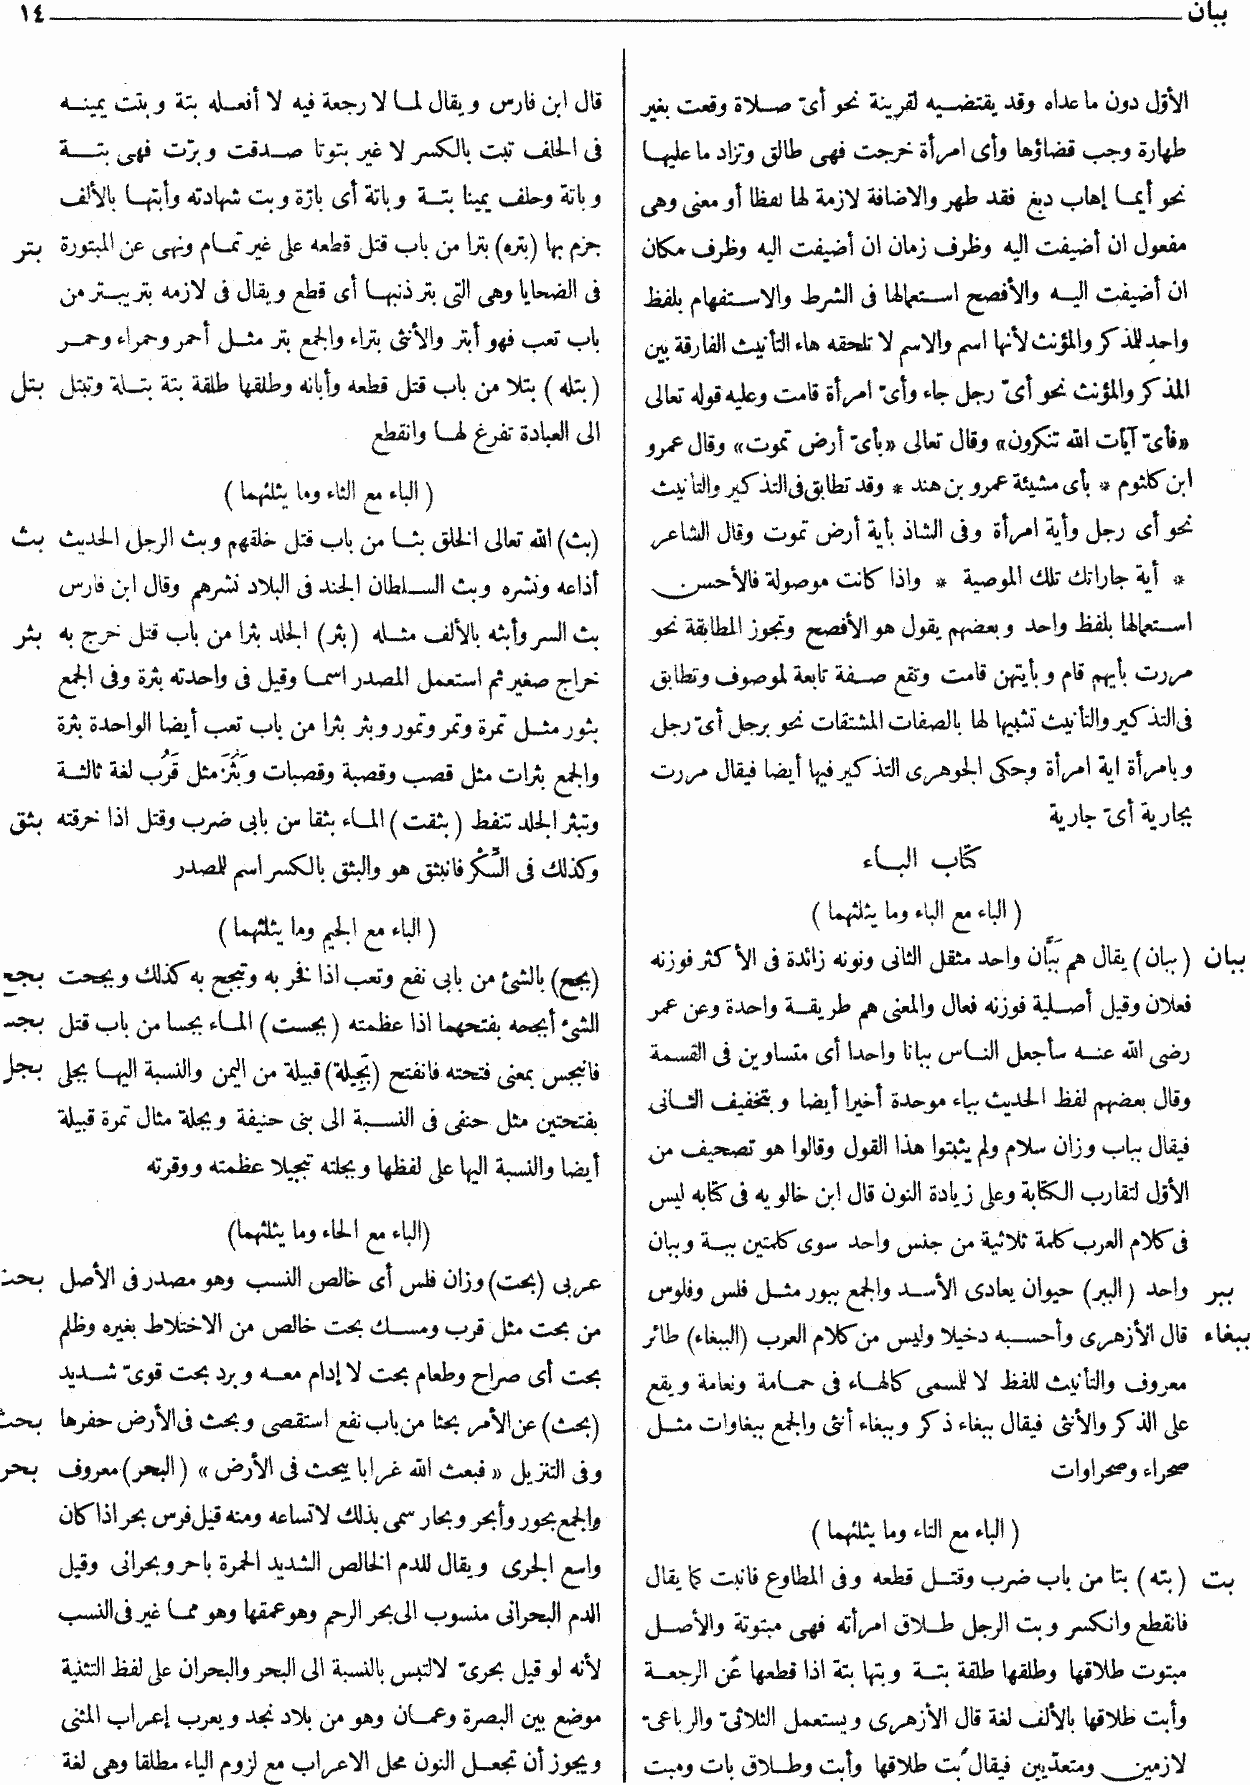 ببان
١٤
الأول دون ما عداه وقد يقتضيه لقرينة نحو أىّ صلاة وقعت بغير
طهارة وجب قضاؤها وأى امرأة خرجت فهى طالق وتزاد ما عليها
نحو أيما إهاب دبغ فقد طهر والاضافة لازمة لها لفظا أو معنى وهى
مفعول ان أضيفت اليه وظرف زمان ان أضيفت اليه وظرف مكان
ان أضيفت اليه والأفصح استعمالها فى الشرط والاستفهام بلفظ
واحد للمذكر والمؤنث لأنها اسم والاسم لا تلحقه هاء التأنيث الفارقة بين
المذكر والمؤنث نحو أىّ رجل جاء وأىّ امرأة قامت وعليه قوله تعالى
«فأىّ آيات الله تنكرون» وقال تعالى «بأىّ أرض تموت» وقال عمرو
ابن كلثوم * بأى مشيئة عمرو بن هند * وقد تطابق فى التذكير والتانيث
نحو أى رجل وأية امرأة وفى الشاذ بأية أرض تموت وقال الشاعر
* أية جاراتك تلك الموصية * واذا كانت موصولة فالأحسن
استعمالها بلفظ واحد وبعضهم يقول هو الأفصح وتجوز المطابقة نحو
مررت بأيهم قام وبأيتهن قامت وتقع صفة تابعة لموصوف وتطابق
فى التذكير والتأنيث تشبيها لها بالصفات المشتقات نحو برجل أىّ رجل
وبامرأة اية امرأة وحكى الجوهرى التذكير فيها أيضا فيقال مررت
بجارية أىّ جارية
كتاب الباء
( الباء مع الباء وما يثلثهما )
ببان ( ببان ) يقال هم بَبَّان واحد مثقل الثانى ونونه زائدة فى الأكثر فوزنه
فعلان وقيل أصلية فوزنه فعال والمعنى هم طريقة واحدة وعن عمر
رضى الله عنه سأجعل الناس ببانا واحدا أى متساوين فى القسمة
وقال بعضهم لفظ الحديث بباء موحدة أخيرا أيضا وبتخفيف الثانى
فيقال بباب وزان سلام ولم يثبتوا هذا القول وقالوا هو تصحيف من
الأول لتقارب الكتابة وعلى زيادة النون قال ابن خالويه فى كتابه ليس
فى كلام العرب كلمة ثلاثية من جنس واحد سوى كلمتين ببة وببان
ببر واحد ( الببر ) حيوان يعادى الأسد والجمع ببور مثل فلس وفلوس
ببغاء قال الأزهرى وأحسبه دخيلا وليس من كلام العرب (الببغاء) طائر
معروف والتأنيث للفظ لا للمسمى كالهاء فى حمامة ونعامة ويقع
على الذكر والأنثى فيقال ببغاء ذكر وببغاء أنثى والجمع ببغاوات مثل
صحراء وصحراوات
( الباء مع التاء وما يثلثهما )
بت ( بته ) بتا من باب ضرب وقتل قطعه وفى المطاوع فانبت كما يقال
فانقطع وانكسر وبت الرجل طلاق امرأته فهى مبتوتة والأصل
مبتوت طلاقها وطلقها طلقة بتة وبتها بتة اذا قطعها عن الرجعة
وأبت طلاقها بالألف لغة قال الأزهرى ويستعمل الثلاثىّ والرباعىّ
لازمين ومتعدّيين فيقال بت طلاقها وأبت وطلاق بات ومبت
قال ابن فارس ويقال لما لا رجعة فيه لا أفعله بتة وبتت يمينه
فى الحلف تبت بالكسر لا غير بتوتا صدقت وبرّت فهى بتة
وباتة وحلف يمينا بتة وباتة أى بارّة وبت شهادته وأبتها بالألف
جزم بها (بتره) بترا من باب قتل قطعه على غير تمام ونهى عن المبتورة بتر
فى الضحايا وهى التى بتر ذنبها أى قطع ويقال فى لازمه بتر يبتر من
باب تعب فهو أبتر والأنثى بتراء والجمع بتر مثل أحمر وحمراء وحمر
( بتله ) بتلا من باب قتل قطعه وأبانه وطلقها طلقة بتة بتلة وتبتل بتل
الى العبادة تفرغ لها وانقطع
( الباء مع الثاء وما يثلثهما )
(بث) الله تعالى الخلق بثا من باب قتل خلقهم وبث الرجل الحديث بث
أذاعه ونشره وبث السلطان الجند فى البلاد نشرهم وقال ابن فارس
بث السر وأبثه بالألف مثله (بثر) الجلد بثرا من باب قتل خرج به بثر
خراج صغير ثم استعمل المصدر اسما وقيل فى واحدته بثرة وفى الجمع
بثور مثل تمرة وتمر وتمور وبثر بثرا من باب تعب أيضا الواحدة بثرة
والجمع بثرات مثل قصب وقصبة وقصبات وبَثُرَ مثل قَرُب لغة ثالثة
وتبثر الجلد تنفط ( بثقت ) الماء بثقا من بابى ضرب وقتل اذا خرقته بثق
وكذلك فى السِّكْر فانبثق هو والبثق بالكسر اسم للمصدر
( الباء مع الجيم وما يثلثهما )
(بجح) بالشئ من بابى نفع وتعب اذا فخر به وتبجح به كذلك وبجحت بجح
الشئ أبجحه بفتحهما اذا عظمته ( بجست ) الماء بجسا من باب قتل بجس
فانبجس بمعنى فتحته فانفتح (بَجِيلة) قبيلة من اليمن والنسبة اليها بجلى بجل
بفتحتين مثل حنفى فى النسبة الى بنى حنيفة وبجلة مثال تمرة قبيلة
أيضا والنسبة اليها على لفظها وبجلته تبجيلا عظمته ووقرته
(الباء مع الحاء وما يثلثهما)
عربى (بحت) وزان فلس أى خالص النسب وهو مصدر فى الأصل بحت
من بحت مثل قرب ومسك بحت خالص من الاختلاط بغيره وظلم
بحت أى صراح وطعام بحت لا إدام معه وبرد بحت قوىّ شديد
(بحث) عن الأمر بحثا من باب نفع استقصى وبحث فى الأرض حفرها بحث
وفى التنزيل « فبعث الله غرابا يبحث فى الأرض » ( البحر ) معروف بحر
والجمع بحور وأبحر وبحار سمى بذلك لاتساعه ومنه قيل فرس بحر اذا كان
واسع الجرى ويقال للدم الخالص الشديد الحمرة باحر وبحرانى وقيل
الدم البحرانى منسوب الى بحر الرحم وهو عمقها وهو مما غير فى النسب
لأنه لو قيل بحرىّ لالتبس بالنسبة الى البحر والبحران على لفظ التثنية
موضع بين البصرة وعمان وهو من بلاد نجد ويعرب إعراب المثنى
ويجوز أن تجعل النون محل الاعراب مع لزوم الياء مطلقا وهى لغة